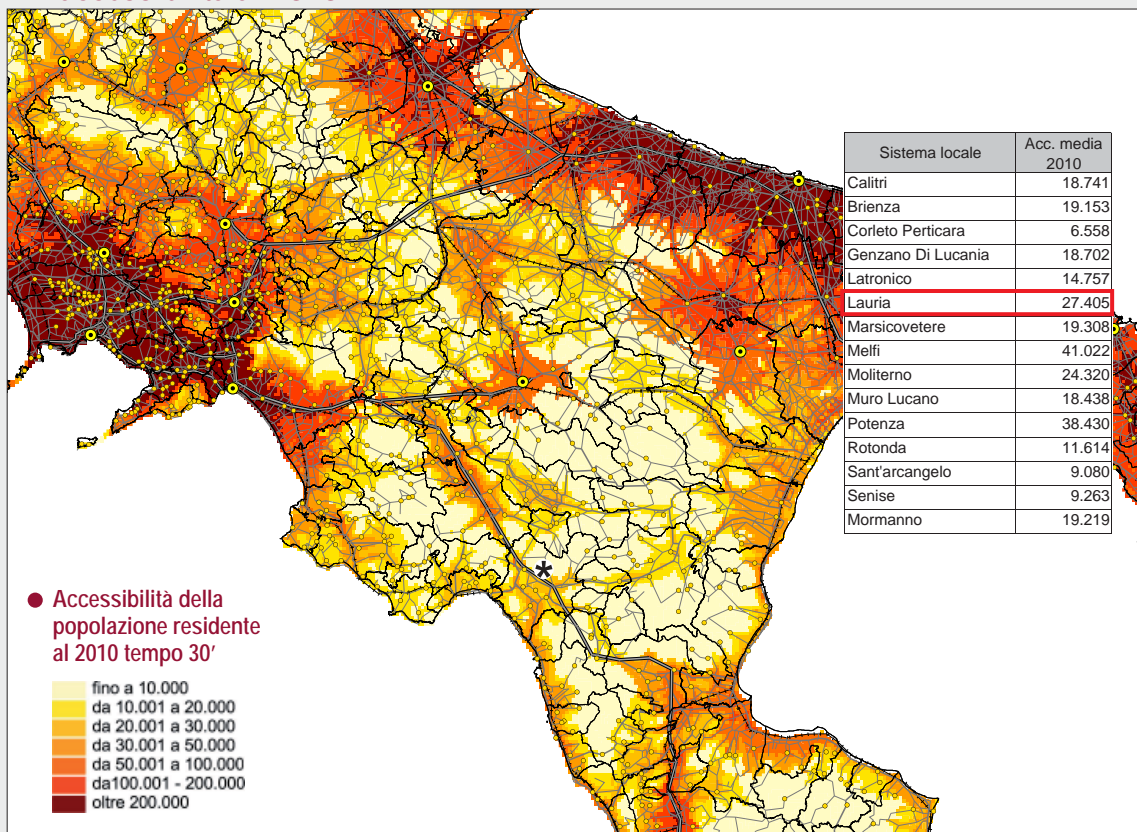 Sistema locale Acc. media 2010
Calitri 18.741
Brienza 19.153
Corleto Perticara 6.558
Genzano Di Lucania 18.702
Latronico 14.757
Lauria 27.405
Marsicovetere 19.308
Melfi 41.022
Moliterno 24.320
Muro Lucano 18.438
Potenza 38.430
Rotonda 11.614
Sant'arcangelo 9.080
Senise 9.263
Mormanno 19.219
*
● Accessibilità della
popolazione residente
al 2010 tempo 30'
fino a 10.000
da 10.001 a 20.000
da 20.001 a 30.000
da 30.001 a 50.000
da 50.001 a 100.000
da100.001 - 200.000
oltre 200.000